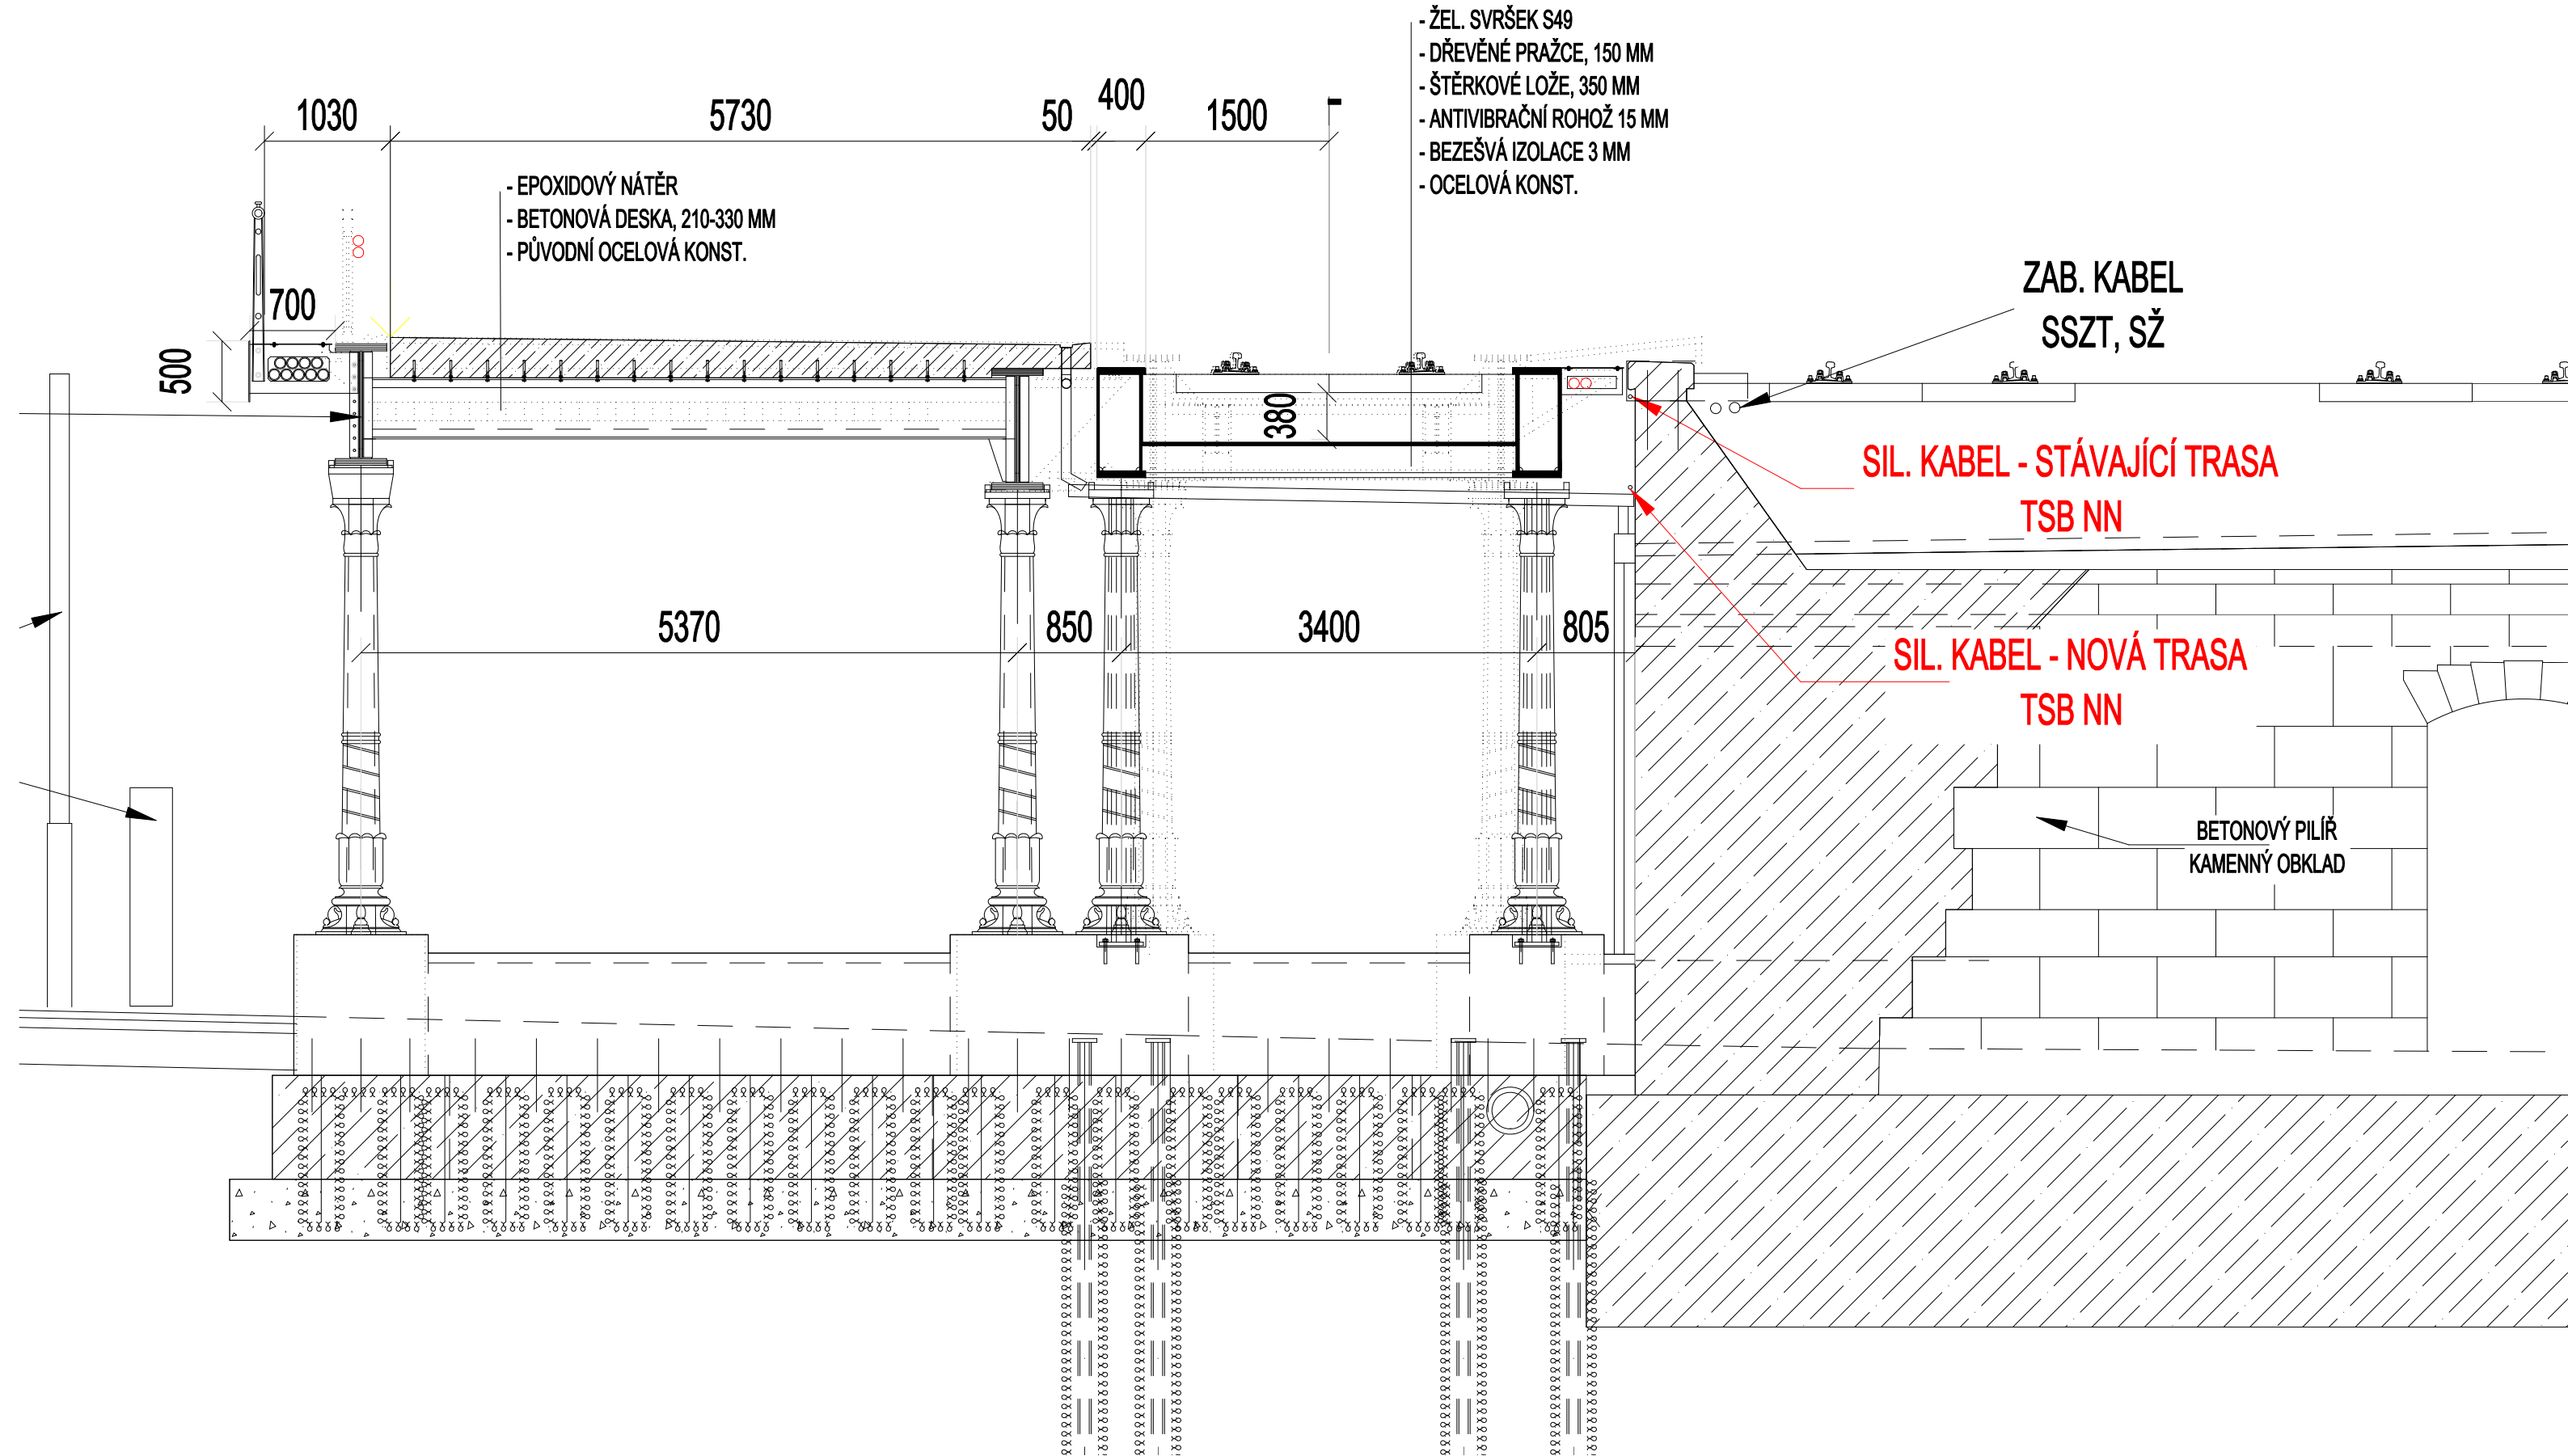 - ŽEL. SVRŠEK S49
- DŘEVĚNÉ PRAŽCE, 150 MM
- ŠTĚRKOVÉ LOŽE, 350 MM
- ANTIVIBRAČNÍ ROHOŽ 15 MM
- BEZEŠVÁ IZOLACE 3 MM
- OCELOVÁ KONST.
1030
5730
50
400
1500
- EPOXIDOVÝ NÁTĚR
- BETONOVÁ DESKA, 210-330 MM
- PŮVODNÍ OCELOVÁ KONST.
700
500
380
ZAB. KABEL
SSZT, SŽ
SIL. KABEL - STÁVAJÍCÍ TRASA
TSB NN
5370
850
3400
805
SIL. KABEL - NOVÁ TRASA
TSB NN
BETONOVÝ PILÍŘ
KAMENNÝ OBKLAD